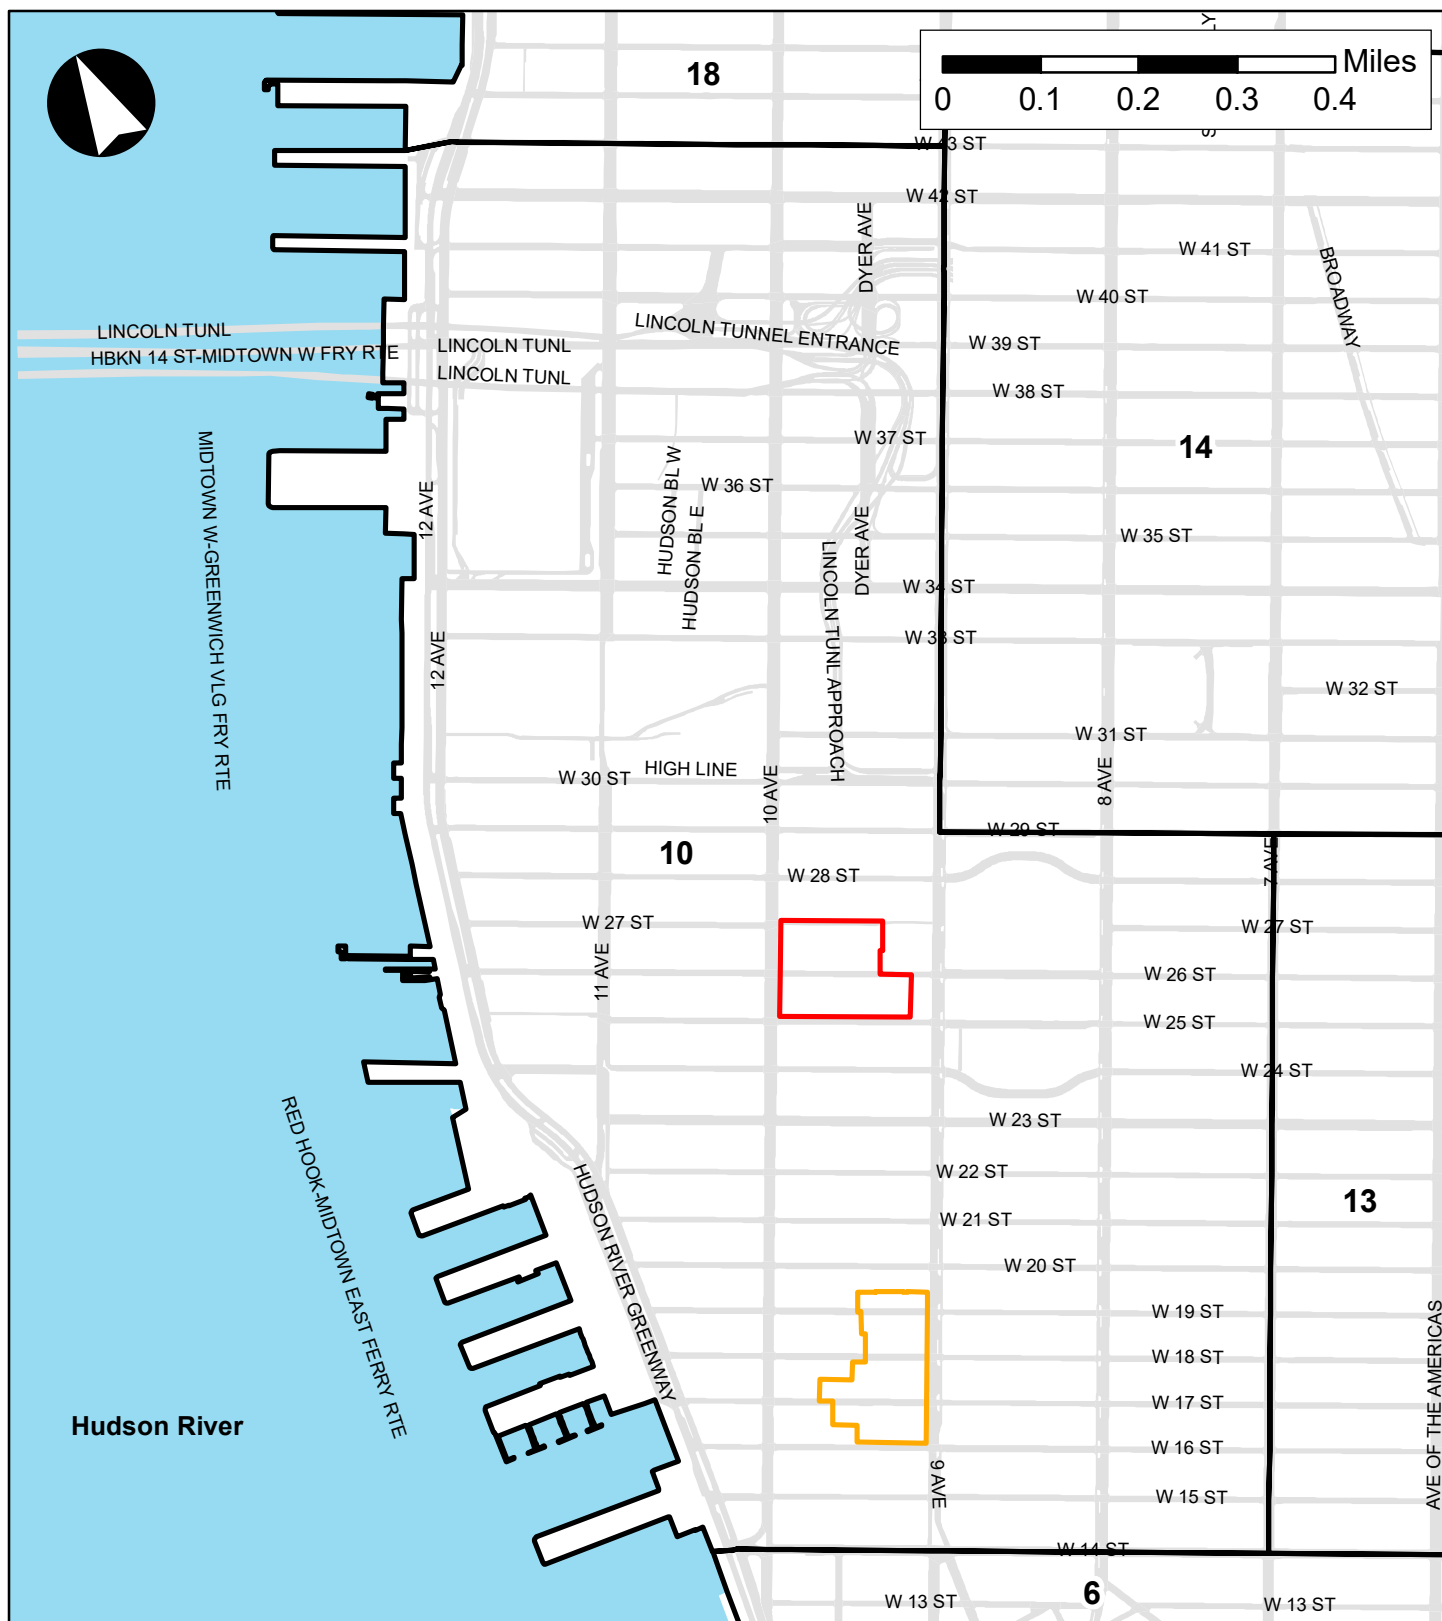 18
Miles
0 0.1 0.2 0.3 0.4
W 43 ST
W 42 ST
DYER AVE
W 41 ST
BROADWAY
W 40 ST
LINCOLN TUNL
HBKN 14 ST-MIDTOWN W FRY RTE
LINCOLN TUNL
LINCOLN TUNL
LINCOLN TUNNEL ENTRANCE
W 39 ST
W 38 ST
W 37 ST
14
MIDTOWN W-GREENWICH VLG FRY RTE
12 AVE
HUDSON BL W
HUDSON BL E
W 36 ST
DYER AVE
W 35 ST
LINCOLN TUNL APPROACH
W 34 ST
W 33 ST
12 AVE
W 32 ST
W 31 ST
W 30 ST
HIGH LINE
10 AVE
8 AVE
W 29 ST
10
7 AVE
W 28 ST
W 27 ST
W 27 ST
11 AVE
W 26 ST
W 25 ST
W 24 ST
RED HOOK-MIDTOWN EAST FERRY RTE
W 23 ST
HUDSON RIVER GREENWAY
W 22 ST
13
W 21 ST
W 20 ST
W 19 ST
AVE OF THE AMERICAS
W 18 ST
W 17 ST
Hudson River
W 16 ST
9 AVE
W 15 ST
W 14 ST
6
W 13 ST
W 13 ST